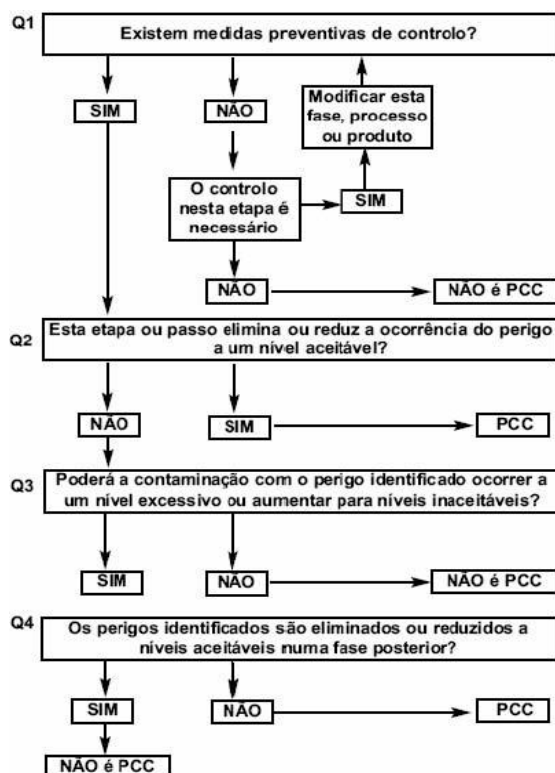 Q1
Existem medidas preventivas de controlo?
SIM
NÃO
Modificar esta
fase, processo
ou produto
O controlo
nesta etapa é
necessário
SIM
NÃO
NÃO é PCC
Q2
Esta etapa ou passo elimina ou reduz a ocorrência do perigo
a um nível aceitável?
NÃO
SIM
PCC
Q3
Poderá a contaminação com o perigo identificado ocorrer a
um nível excessivo ou aumentar para níveis inaceitáveis?
SIM
NÃO
NÃO é PCC
Q4
Os perigos identificados são eliminados ou reduzidos a
níveis aceitáveis numa fase posterior?
SIM
NÃO
PCC
NÃO é PCC